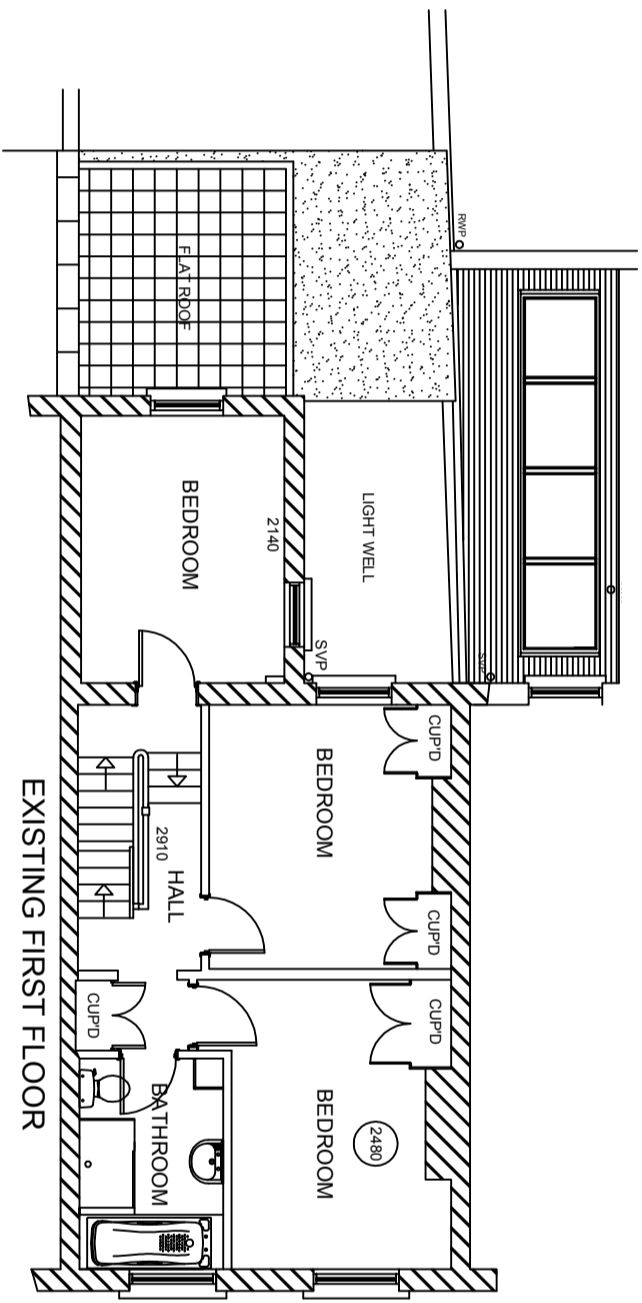 RWP
FLAT ROOF
LIGHT WELL
BEDROOM
2140
SVP
SVP
CUP'D
BEDROOM
2910
HALL
CUP'D
CUP'D
CUP'D
BEDROOM
2480
BATHROOM
EXISTING FIRST FLOOR